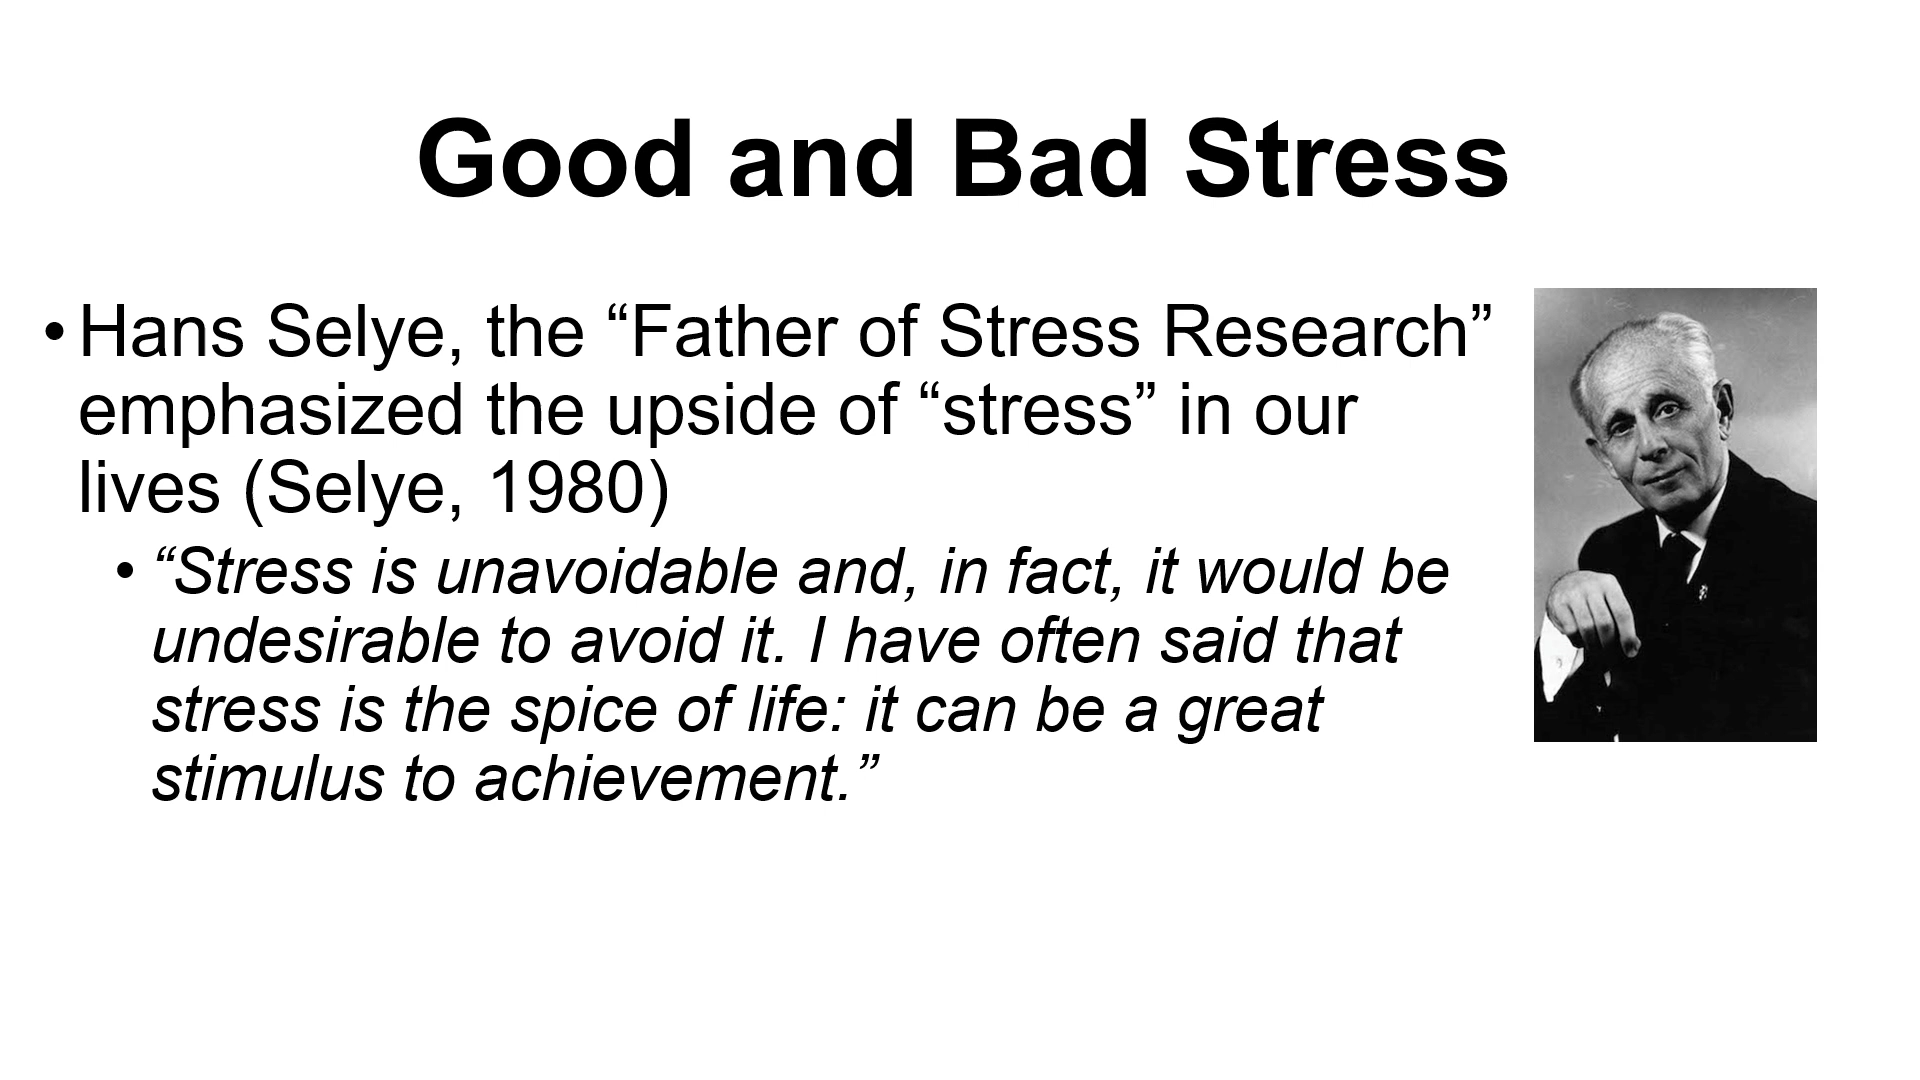 Good and Bad Stress
• Hans Selye, the “Father of Stress Research”
emphasized the upside of “stress” in our
lives (Selye, 1980)
• “Stress is unavoidable and, in fact, it would be
undesirable to avoid it. I have often said that
stress is the spice of life: it can be a great
stimulus to achievement.”